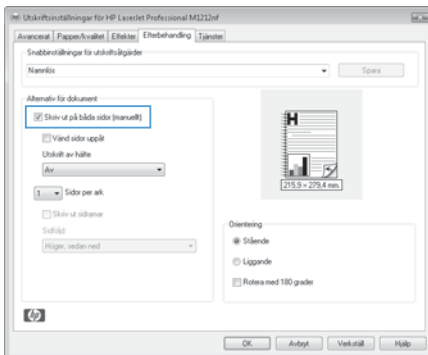 Utskriftsinställningar för HP LaserJet Professional M1212nf
Avancerat Papper/kvalitet Effekter Efterbehandling Tjänster
Snabbinställningar för utskriftsåtgärder
Namnlös Spara
Alternativ för dokument
Skriv ut på båda sidor (manuellt)
Vänd sidor uppåt
Utskrift av häfte
Av
1 Sidor per ark
Skriv ut sidramar
Sidföljd
Höger, sedan ned
H
215,9 × 279,4 mm.
Orientering
Stående
Liggande
Rotera med 180 grader
hp
OK Avbryt Verkställ Hjälp